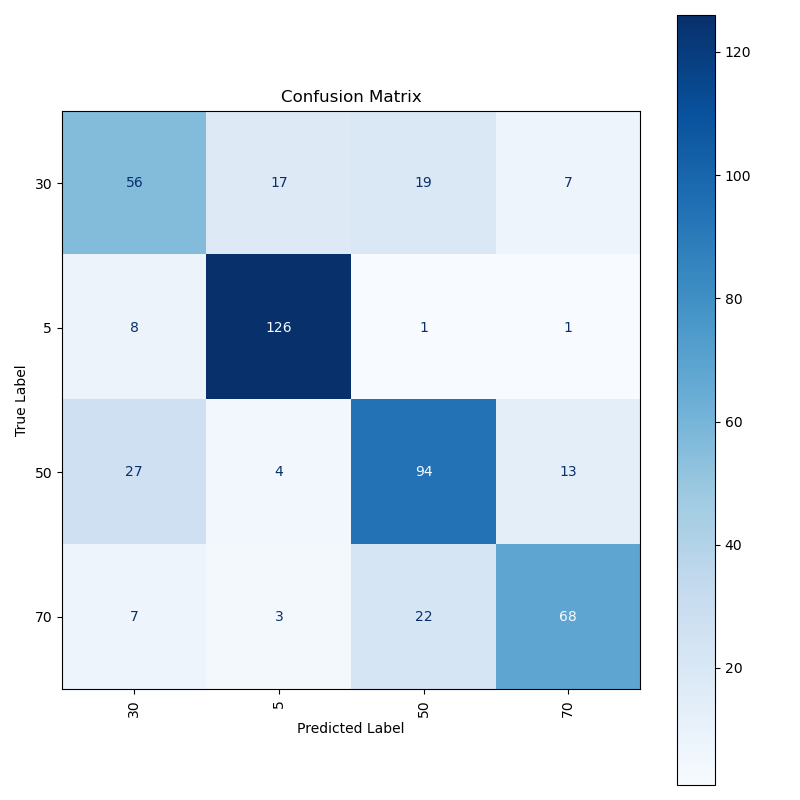 Confusion Matrix
True Label
30 56 17 19 7
5 8 126 1 1
50 27 4 94 13
70 7 3 22 68
30 5 50 70
Predicted Label
120
100
80
60
40
20